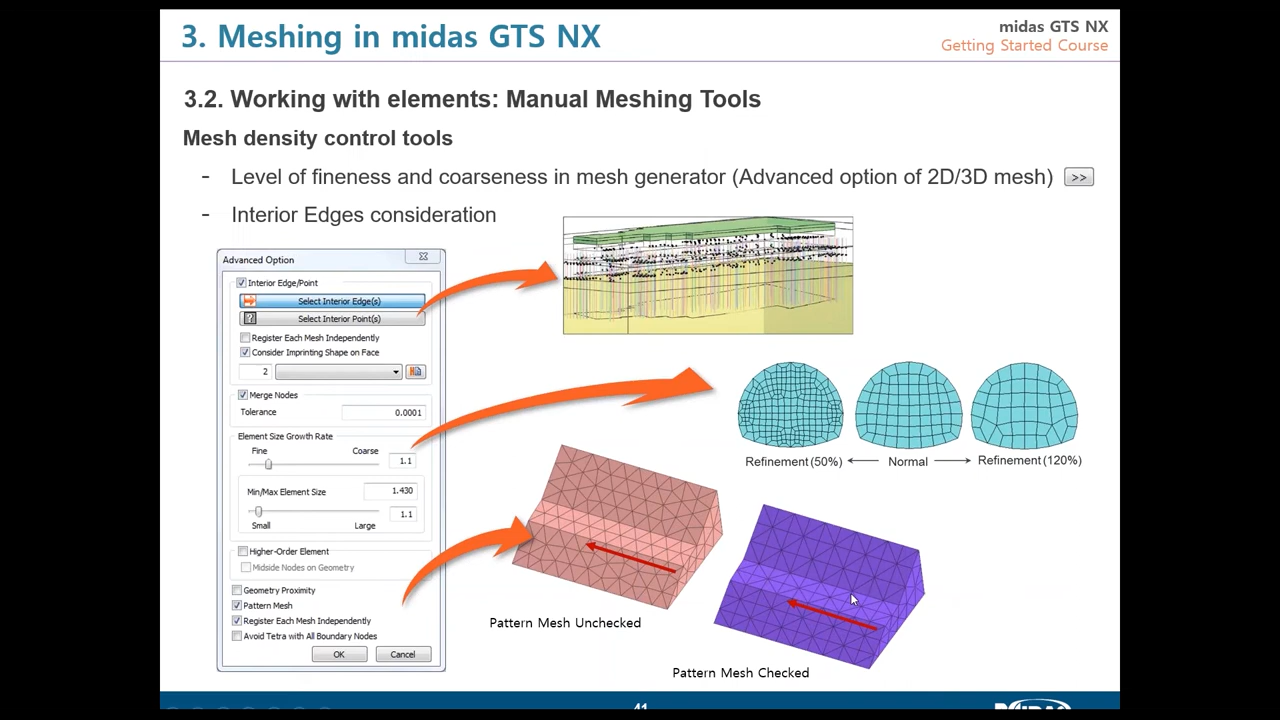 3. Meshing in midas GTS NX
midas GTS NX
Getting Started Course
3.2. Working with elements: Manual Meshing Tools
Mesh density control tools
- Level of fineness and coarseness in mesh generator (Advanced option of 2D/3D mesh) >>
- Interior Edges consideration
Advanced Option
Interior Edge/Point
Select Interior Edge(s)
Select Interior Point(s)
Register Each Mesh Independently
Consider Imprinting Shape on Face
2
Merge Nodes
Tolerance 0.0001
Element Size Growth Rate
Fine Coarse
1.1
Min/Max Element Size 1.430
1.1
Small Large
Higher-Order Element
Midside Nodes on Geometry
Geometry Proximity
Pattern Mesh
Register Each Mesh Independently
Avoid Tetra with All Boundary Nodes
OK Cancel
Refinement (50%) Normal Refinement (120%)
Pattern Mesh Unchecked
Pattern Mesh Checked
41